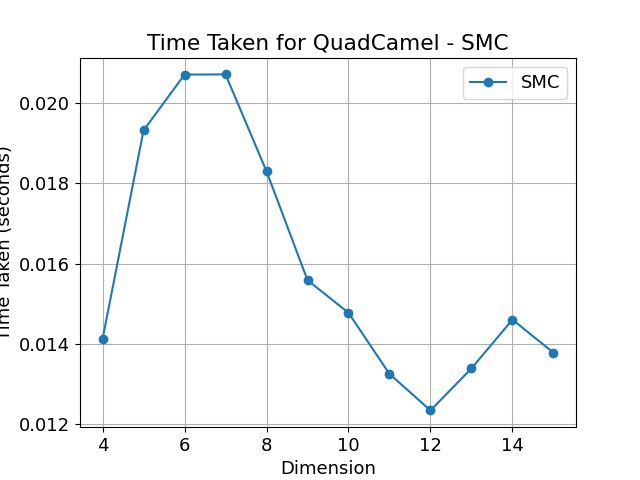 Time Taken for QuadCamel - SMC
SMC
0.020
0.018
0.016
0.014
0.012
Time Taken (seconds)
4 6 8 10 12 14
Dimension